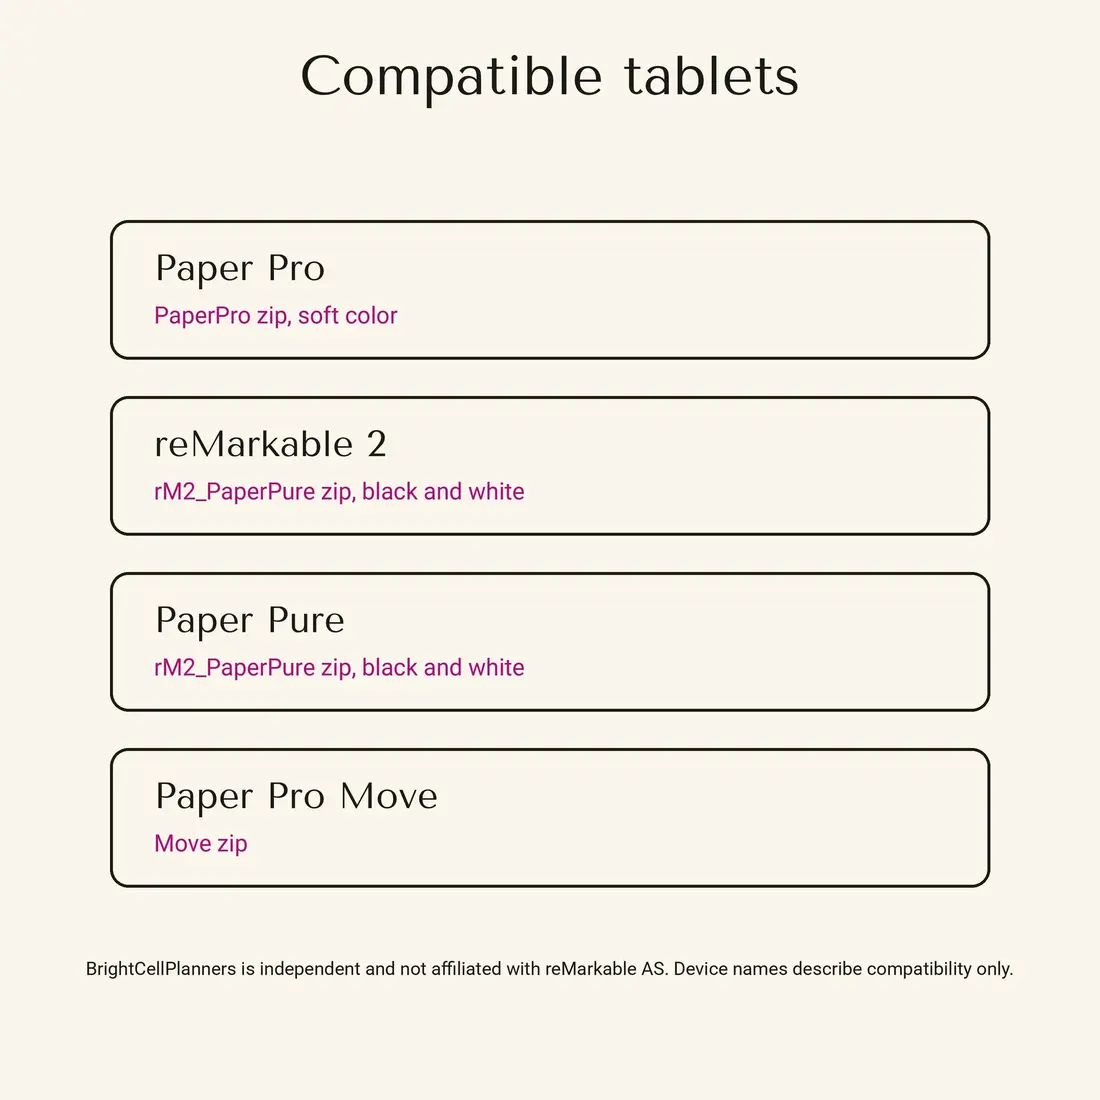 Compatible tablets
Paper Pro
PaperPro zip, soft color
reMarkable 2
rM2_PaperPure zip, black and white
Paper Pure
rM2_PaperPure zip, black and white
Paper Pro Move
Move zip
BrightCellPlanners is independent and not affiliated with reMarkable AS. Device names describe compatibility only.